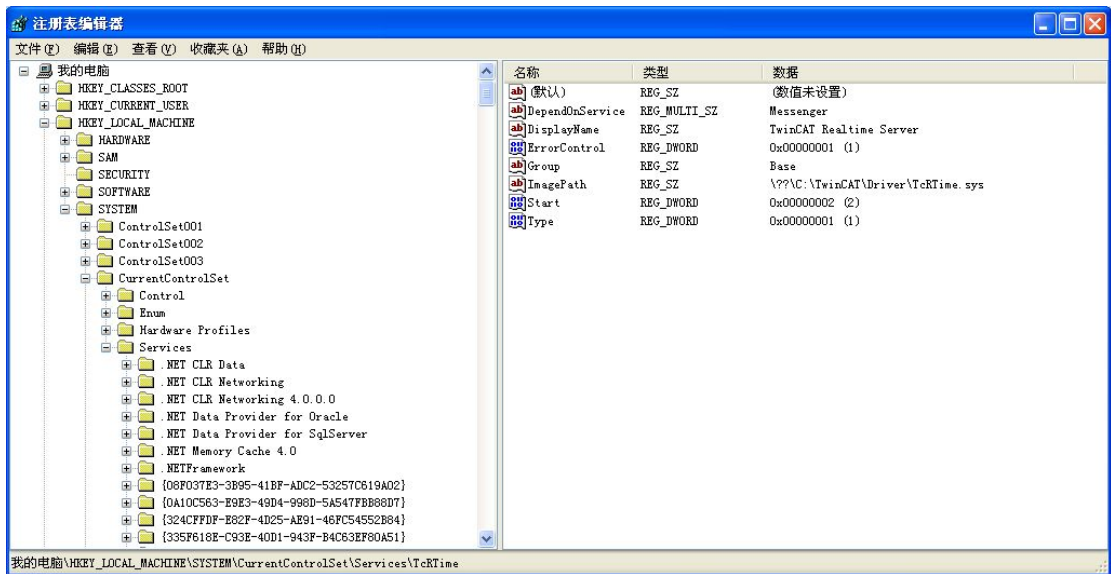 注册表编辑器
文件(F) 编辑(E) 查看(V) 收藏夹(A) 帮助(H)
我的电脑
HKEY_CLASSES_ROOT
HKEY_CURRENT_USER
HKEY_LOCAL_MACHINE
HARDWARE
SAM
SECURITY
SOFTWARE
SYSTEM
ControlSet001
ControlSet002
ControlSet003
CurrentControlSet
Control
Enum
Hardware Profiles
Services
.NET CLR Data
.NET CLR Networking
.NET CLR Networking 4.0.0.0
.NET Data Provider for Oracle
.NET Data Provider for SqlServer
.NET Memory Cache 4.0
.NETFramework
{08F037E3-3B95-41BF-ADC2-53257C619A02}
{0A10C563-E9E3-49D4-998D-5A547FBB88D7}
{324CFFDF-E82F-4D25-AE91-46FC54552B84}
{335F618E-C93E-40D1-943F-B4C63EF80A51}
名称 类型 数据
(默认) REG_SZ (数值未设置)
DependOnService REG_MULTI_SZ Messenger
DisplayName REG_SZ TwinCAT Realtime Server
ErrorControl REG_DWORD 0x00000001 (1)
Group REG_SZ Base
ImagePath REG_SZ \??\C:\TwinCAT\Driver\TcRTime.sys
Start REG_DWORD 0x00000002 (2)
Type REG_DWORD 0x00000001 (1)
我的电脑\HKEY_LOCAL_MACHINE\SYSTEM\CurrentControlSet\Services\TcRTime